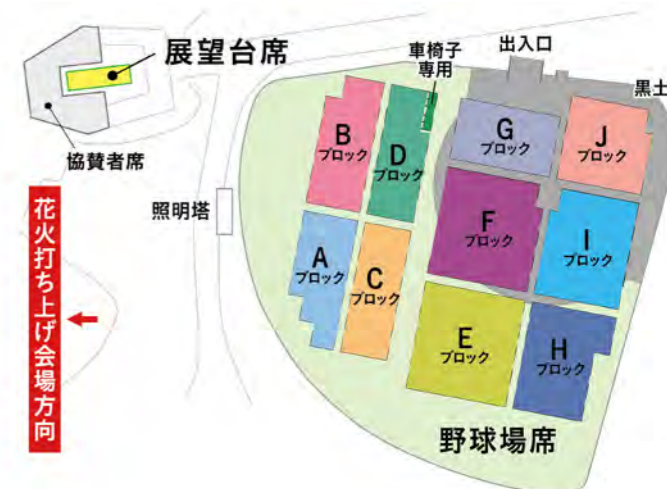 展望台席
協賛者席
花火打ち上げ会場方向
照明塔
車椅子
専用
出入口
黒土
B
ブロック
D
ブロック
G
ブロック
J
ブロック
A
ブロック
C
ブロック
F
ブロック
I
ブロック
E
ブロック
H
ブロック
野球場席